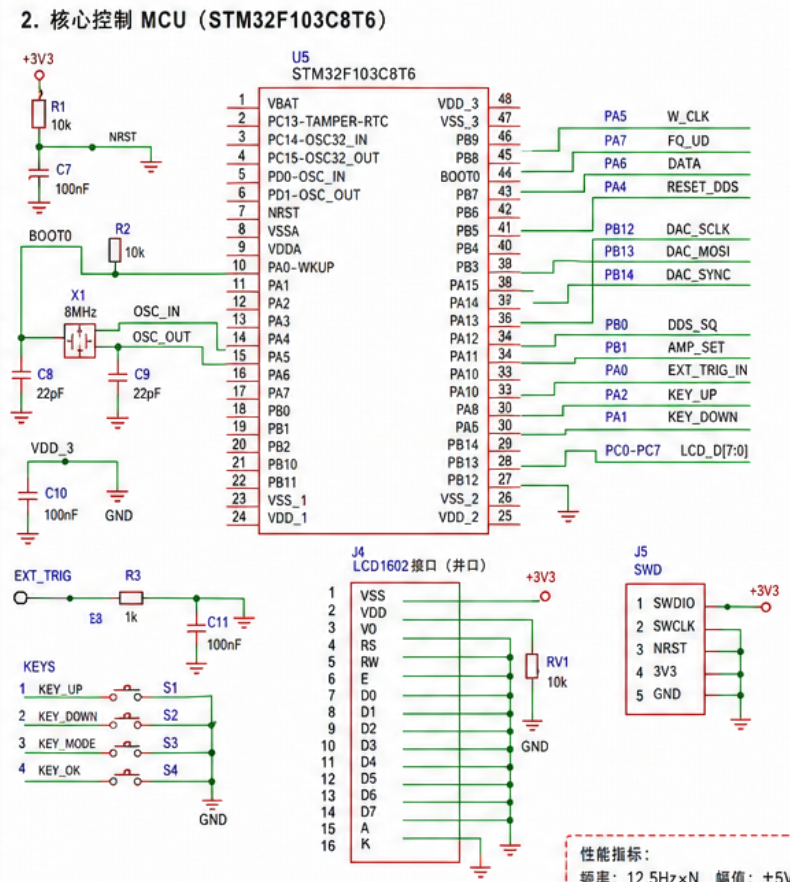 2. 核心控制 MCU（STM32F103C8T6）
+3V3
R1
10k
NRST
C7
100nF
BOOT0
R2
10k
X1
8MHz
OSC_IN
OSC_OUT
C8
22pF
C9
22pF
VDD_3
C10
100nF
GND
U5
STM32F103C8T6
1 VBAT
2 PC13-TAMPER-RTC
3 PC14-OSC32_IN
4 PC15-OSC32_OUT
5 PD0-OSC_IN
6 PD1-OSC_OUT
7 NRST
8 VSSA
9 VDDA
10 PA0-WKUP
11 PA1
12 PA2
13 PA3
14 PA4
15 PA5
16 PA6
17 PA7
18 PB0
19 PB1
20 PB2
21 PB10
22 PB11
23 VSS_1
24 VDD_1
VDD_3 48
VSS_3 47
PB9 46
PB8 45
BOOT0 44
PB7 43
PB6 42
PB5 41
PB4 40
PB3 38
PA15 38
PA14 37
PA13 36
PA12 34
PA11 34
PA10 33
PA10 33
PA8 30
PA5 30
PB14 29
PB13 28
PB12 27
VSS_2 26
VDD_2 25
PA5 W_CLK
PA7 FQ_UD
PA6 DATA
PA4 RESET_DDS
PB12 DAC_SCLK
PB13 DAC_MOSI
PB14 DAC_SYNC
PB0 DDS_SQ
PB1 AMP_SET
PA0 EXT_TRIG_IN
PA2 KEY_UP
PA1 KEY_DOWN
PC0-PC7 LCD_D[7:0]
EXT_TRIG
R3
E3
1k
C11
100nF
KEYS
1 KEY_UP S1
2 KEY_DOWN S2
3 KEY_MODE S3
4 KEY_OK S4
GND
J4
LCD1602 接口（并口）
1 VSS
2 VDD
3 VO
4 RS
5 RW
6 E
7 D0
8 D1
9 D2
10 D3
11 D4
12 D5
13 D6
14 D7
15 A
16 K
+3V3
RV1
10k
GND
J5
SWD
+3V3
1 SWDIO
2 SWCLK
3 NRST
4 3V3
5 GND
性能指标：
频率：12.5Hz×N 幅值：±5V